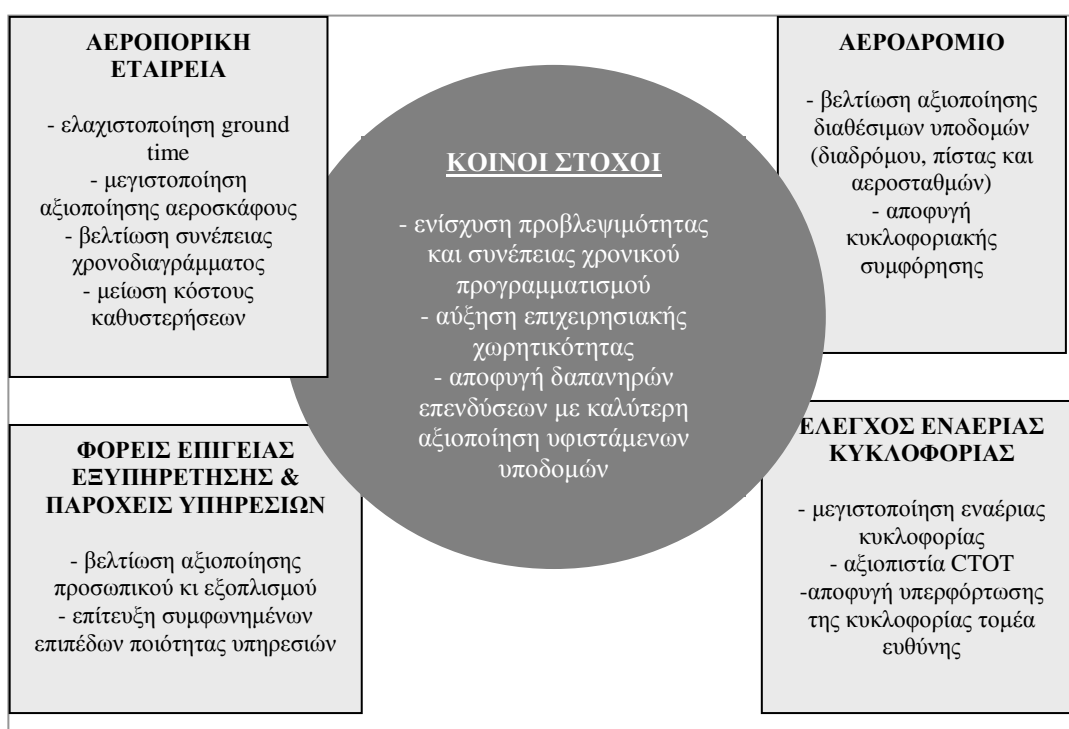 ΑΕΡΟΠΟΡΙΚΗ
ΕΤΑΙΡΕΙΑ
- ελαχιστοποίηση ground
time
- μεγιστοποίηση
αξιοποίησης αεροσκάφους
- βελτίωση συνέπειας
χρονοδιαγράμματος
- μείωση κόστους
καθυστερήσεων
ΚΟΙΝΟΙ ΣΤΟΧΟΙ
- ενίσχυση προβλεψιμότητας
και συνέπειας χρονικού
προγραμματισμού
- αύξηση επιχειρησιακής
χωρητικότητας
- αποφυγή δαπανηρών
επενδύσεων με καλύτερη
αξιοποίηση υφιστάμενων
υποδομών
ΑΕΡΟΔΡΟΜΙΟ
- βελτίωση αξιοποίησης
διαθέσιμων υποδομών
(διαδρόμου, πίστας και
αεροσταθμών)
- αποφυγή
κυκλοφοριακής
συμφόρησης
ΦΟΡΕΙΣ ΕΠΙΓΕΙΑΣ
ΕΞΥΠΗΡΕΤΗΣΗΣ &
ΠΑΡΟΧΕΙΣ ΥΠΗΡΕΣΙΩΝ
- βελτίωση αξιοποίησης
προσωπικού κι εξοπλισμού
- επίτευξη συμφωνημένων
επιπέδων ποιότητας υπηρεσιών
ΕΛΕΓΧΟΣ ΕΝΑΕΡΙΑΣ
ΚΥΚΛΟΦΟΡΙΑΣ
- μεγιστοποίηση εναέριας
κυκλοφορίας
- αξιοπιστία CTOT
-αποφυγή υπερφόρτωσης
της κυκλοφορίας τομέα
ευθύνης